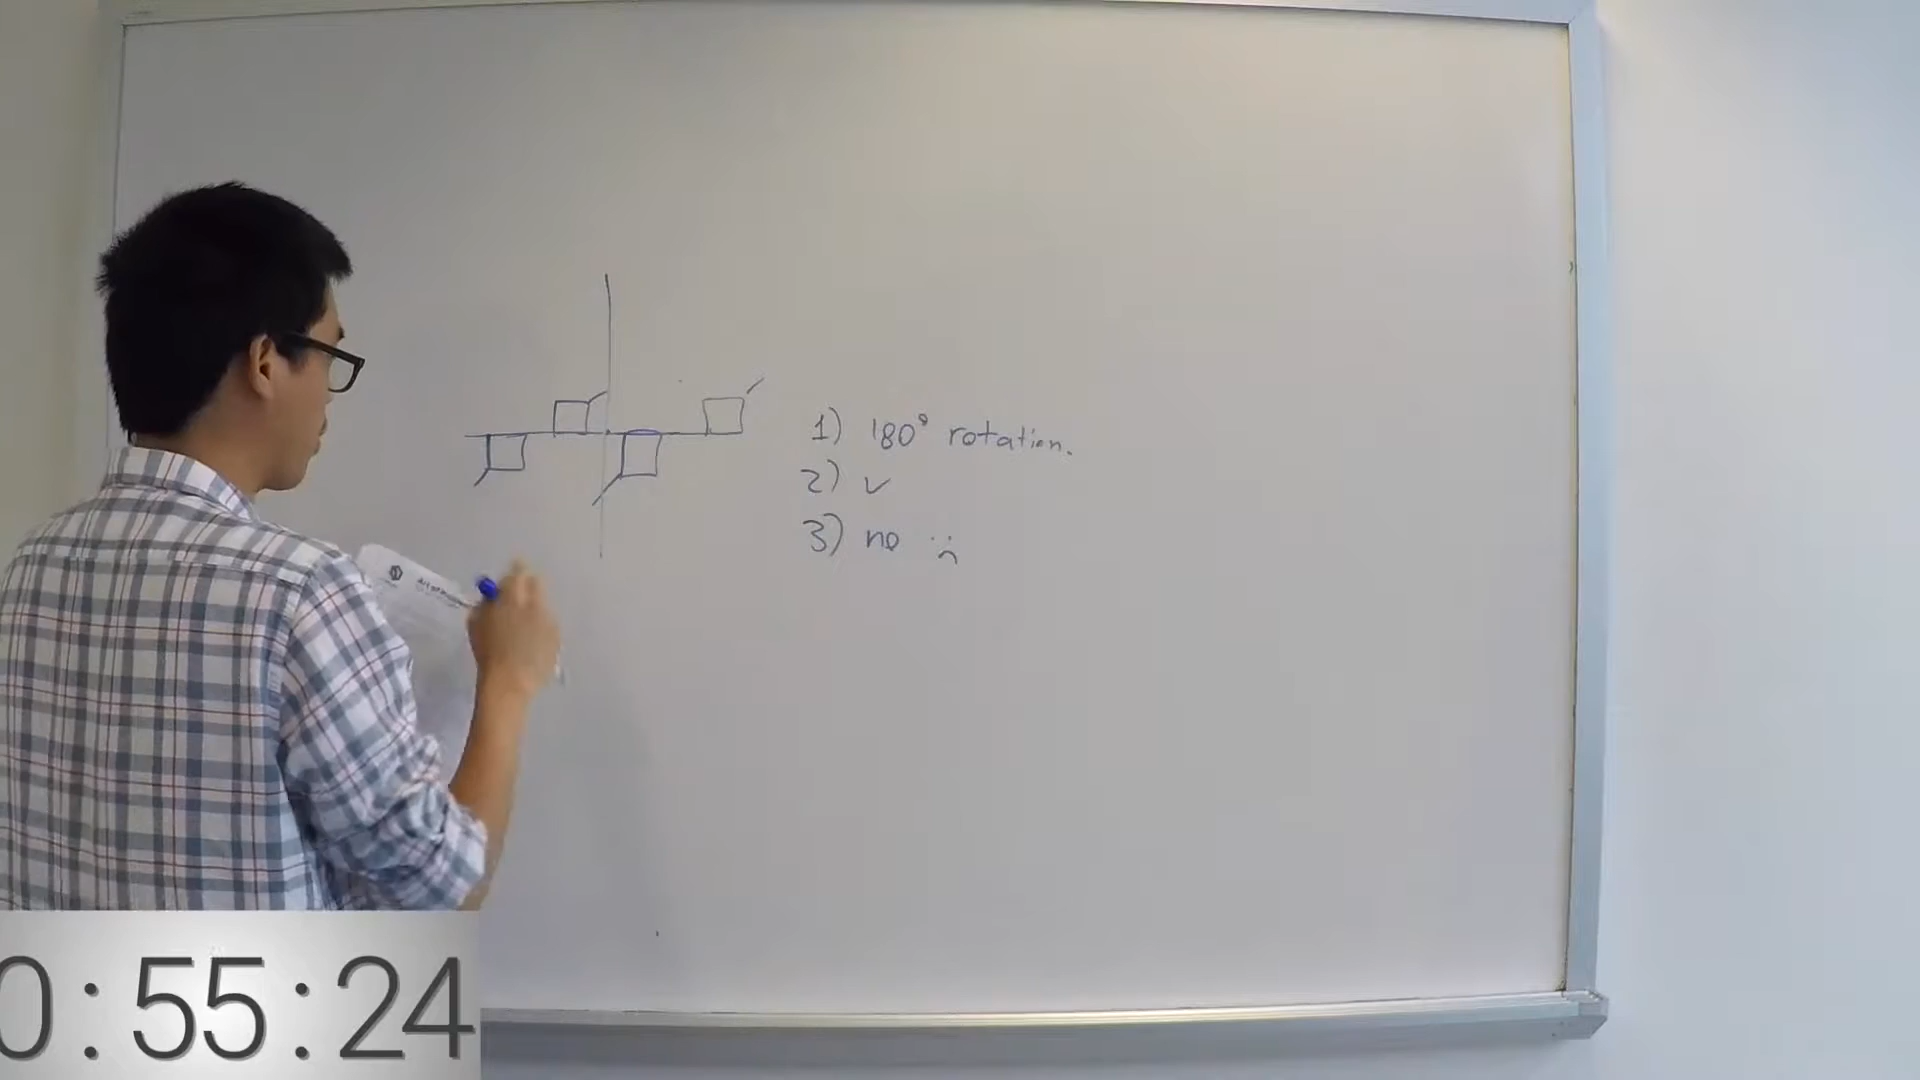 1) 180° rotation.
2) ✓
3) no :(
0:55:24